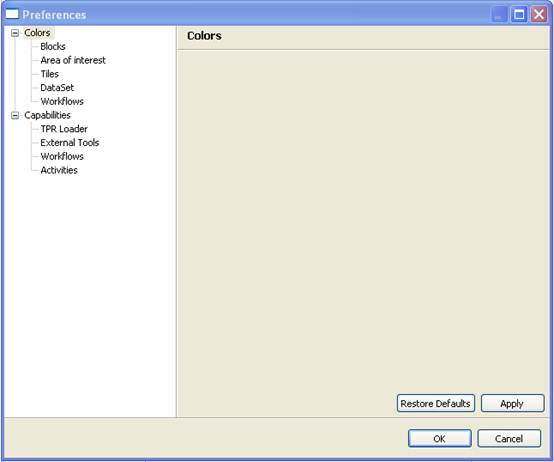 Preferences
Colors
Blocks
Area of interest
Tiles
DataSet
Workflows
Capabilities
TPR Loader
External Tools
Workflows
Activities
Colors
Restore Defaults Apply
OK Cancel